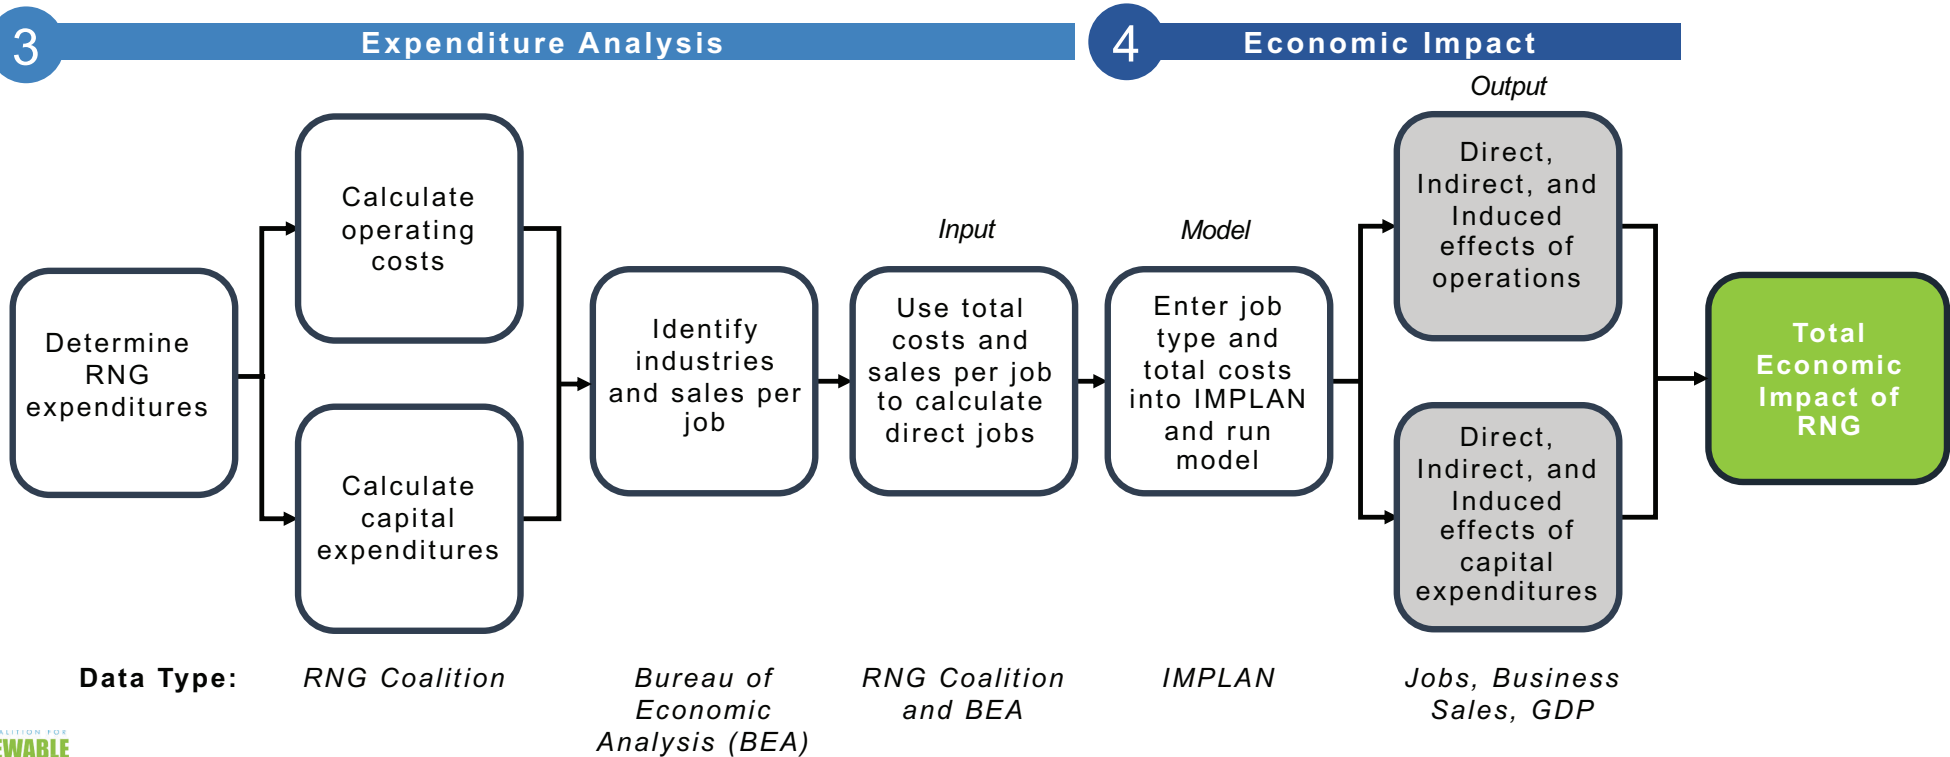 3
Expenditure Analysis
4
Economic Impact
Output
Input
Model
Determine
RNG
expenditures
Calculate
operating
costs
Calculate
capital
expenditures
Identify
industries
and sales per
job
Use total
costs and
sales per job
to calculate
direct jobs
Enter job
type and
total costs
into IMPLAN
and run
model
Direct,
Indirect, and
Induced
effects of
operations
Direct,
Indirect, and
Induced
effects of
capital
expenditures
Total
Economic
Impact of
RNG
Data Type:
RNG Coalition
Bureau of
Economic
Analysis (BEA)
RNG Coalition
and BEA
IMPLAN
Jobs, Business
Sales, GDP
ALITION FOR
EWABLE